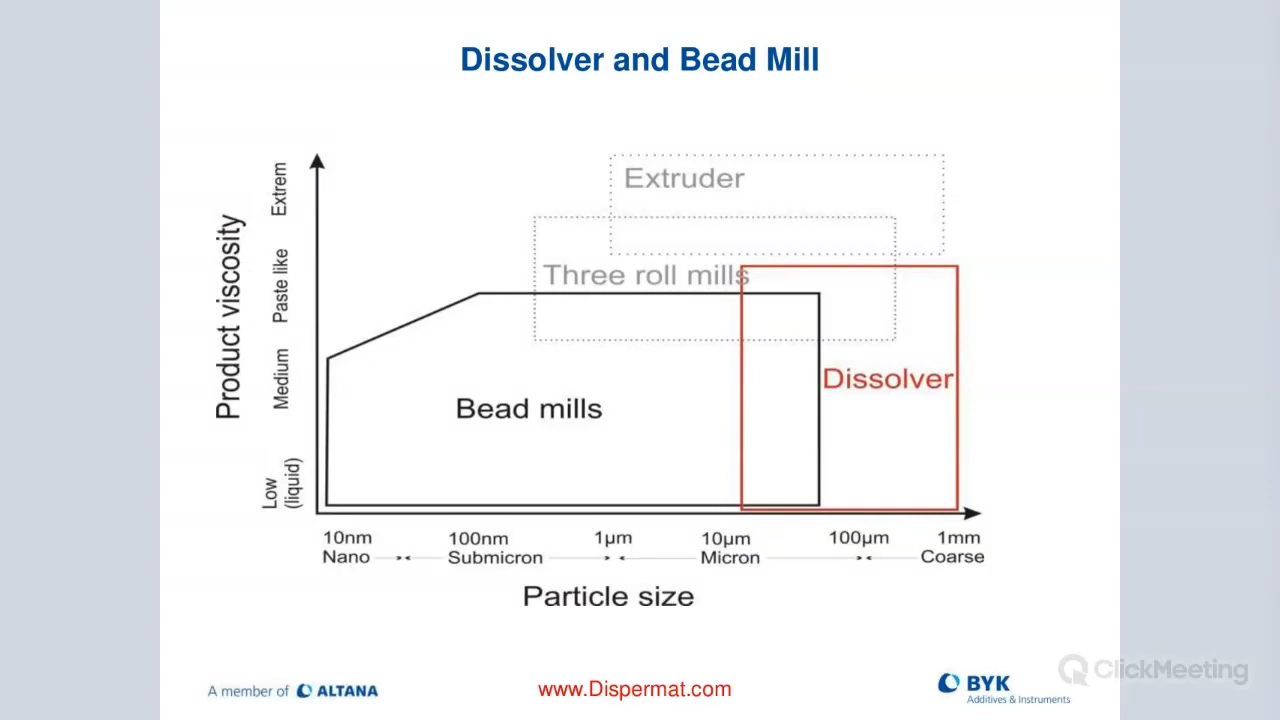 Dissolver and Bead Mill
Extrem
Paste like
Medium
Low
(liquid)
Product viscosity
Extruder
Three roll mills
Dissolver
Bead mills
10nm 100nm 1µm 10µm 100µm 1mm
Nano Submicron Micron Coarse
Particle size
A member of ALTANA
www.Dispermat.com
BYK
Additives & Instruments
ClickMeeting